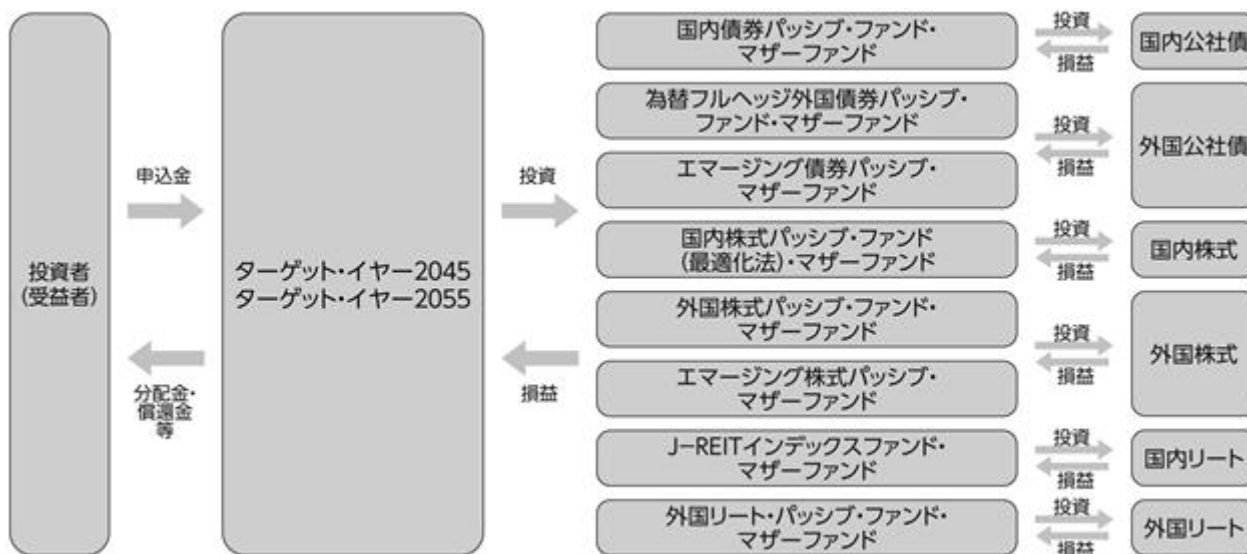 投資者
(受益者)
申込金
分配金・
償還金
等
ターゲット・イヤー2045
ターゲット・イヤー2055
投資
損益
国内債券パッシブ・ファンド・
マザーファンド
投資
損益
国内公社債
為替フルヘッジ外国債券パッシブ・
ファンド・マザーファンド
エマージング債券パッシブ・
マザーファンド
投資
損益
外国公社債
国内株式パッシブ・ファンド
(最適化法)・マザーファンド
投資
損益
国内株式
外国株式パッシブ・ファンド・
マザーファンド
エマージング株式パッシブ・
マザーファンド
投資
損益
外国株式
J-REITインデックスファンド・
マザーファンド
投資
損益
国内リート
外国リート・パッシブ・ファンド・
マザーファンド
投資
損益
外国リート